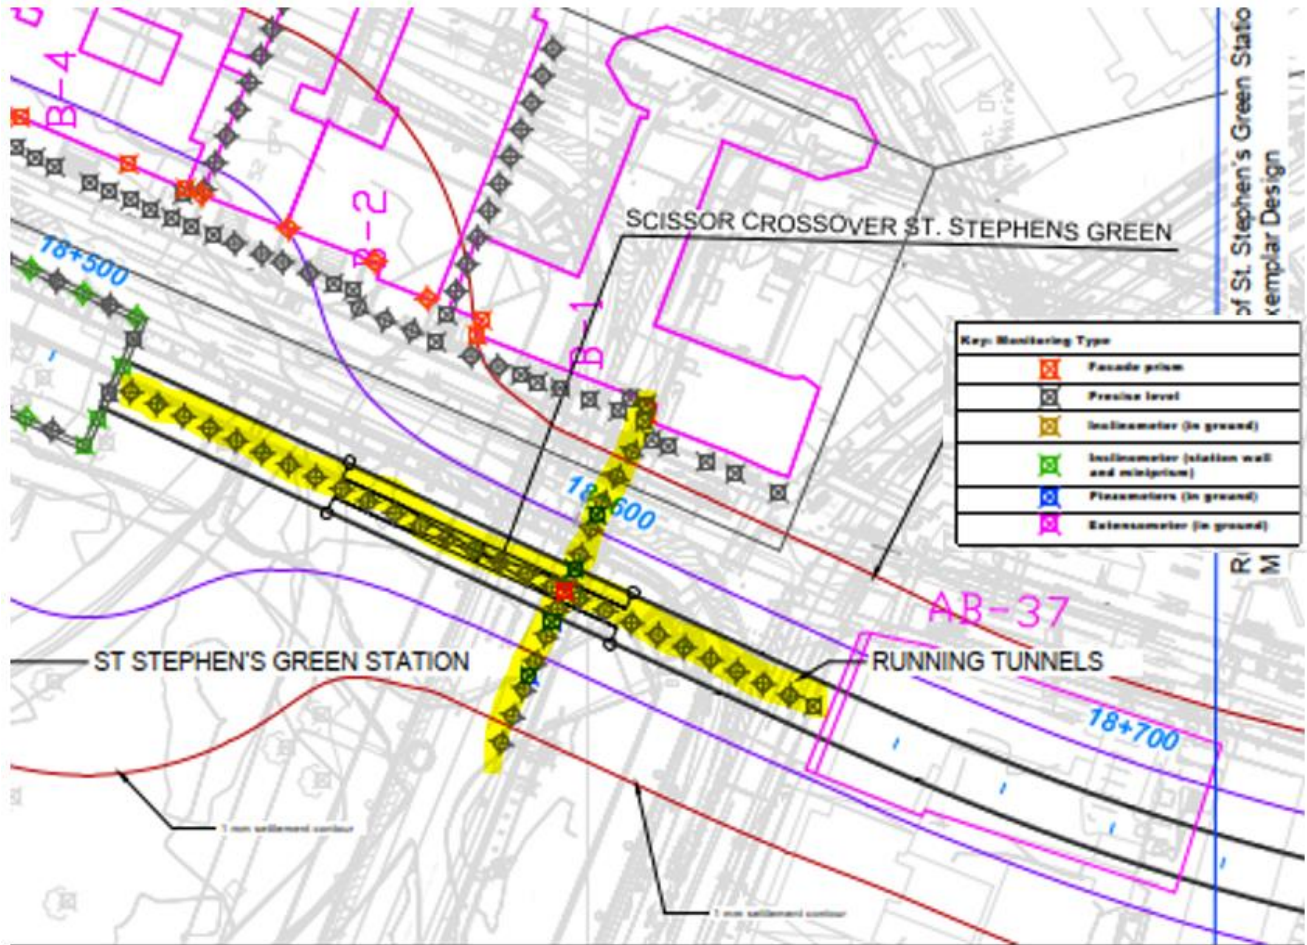 B-4
B-2
B-1
SCISSOR CROSSOVER ST. STEPHENS GREEN
of St. Stephen's Green Statio
xemplar Design
18+500
Key: Monitoring Type
Facade prism
Precise level
Inclinometer (in ground)
Inclinometer (station wall
and miniprism)
Piezometers (in ground)
Extensometer (in ground)
R
M
AB-37
ST STEPHEN'S GREEN STATION
RUNNING TUNNELS
18+700
1 mm settlement contour
1 mm settlement contour